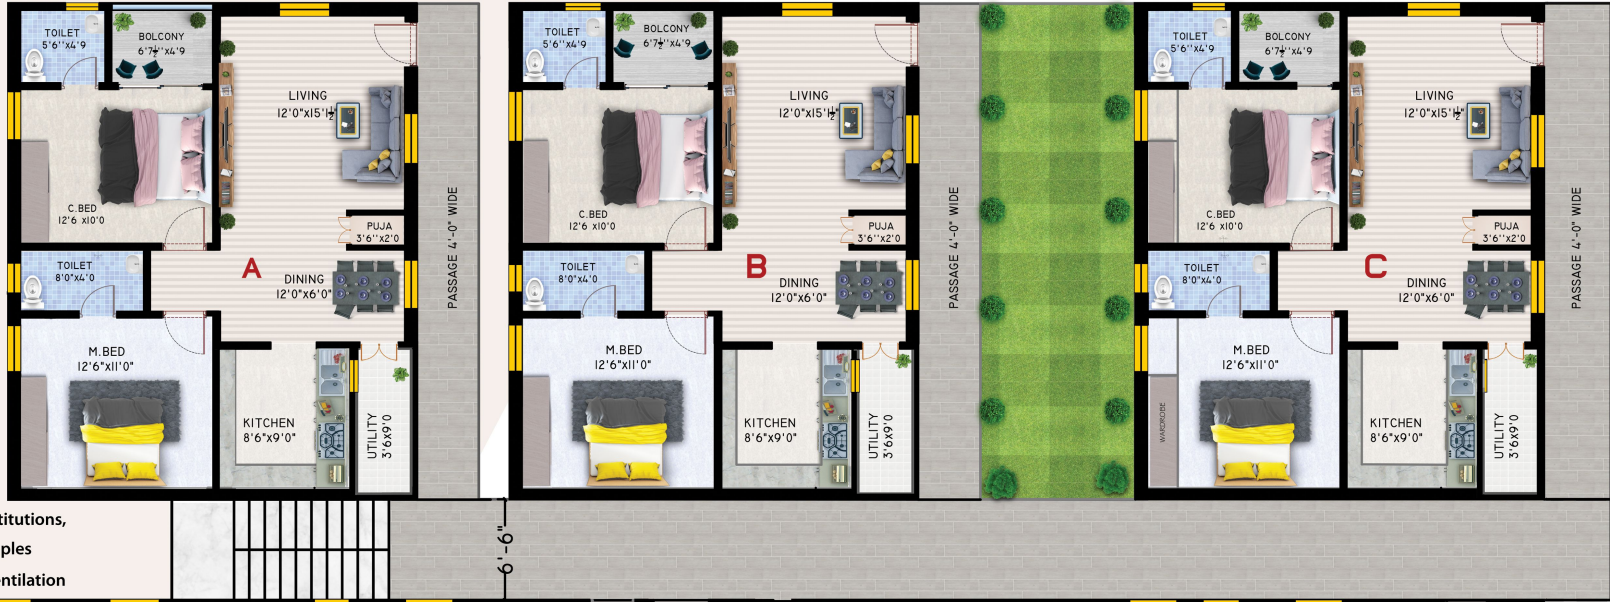 TOILET
5'6''x4'9
BOLCONY
6'7½''x4'9
LIVING
12'0"x15'1½"
C.BED
12'6 x10'0
PUJA
3'6''x2'0
TOILET
8'0"x4'0
A
DINING
12'0"x6'0"
M.BED
12'6"x11'0"
KITCHEN
8'6"x9'0"
UTILITY
3'6x9'0
PASSAGE 4'-0" WIDE
TOILET
5'6''x4'9
BOLCONY
6'7½''x4'9
LIVING
12'0"x15'1½"
C.BED
12'6 x10'0
PUJA
3'6''x2'0
TOILET
8'0"x4'0
B
DINING
12'0"x6'0"
M.BED
12'6"x11'0"
KITCHEN
8'6"x9'0"
UTILITY
3'6x9'0
PASSAGE 4'-0" WIDE
TOILET
5'6''x4'9
BOLCONY
6'7½''x4'9
LIVING
12'0"x15'1½"
C.BED
12'6 x10'0
PUJA
3'6''x2'0
TOILET
8'0"x4'0
C
DINING
12'0"x6'0"
M.BED
12'6"x11'0"
WARDROBE
KITCHEN
8'6"x9'0"
UTILITY
3'6x9'0
PASSAGE 4'-0" WIDE
titutions,
ples
entilation
6'-6"